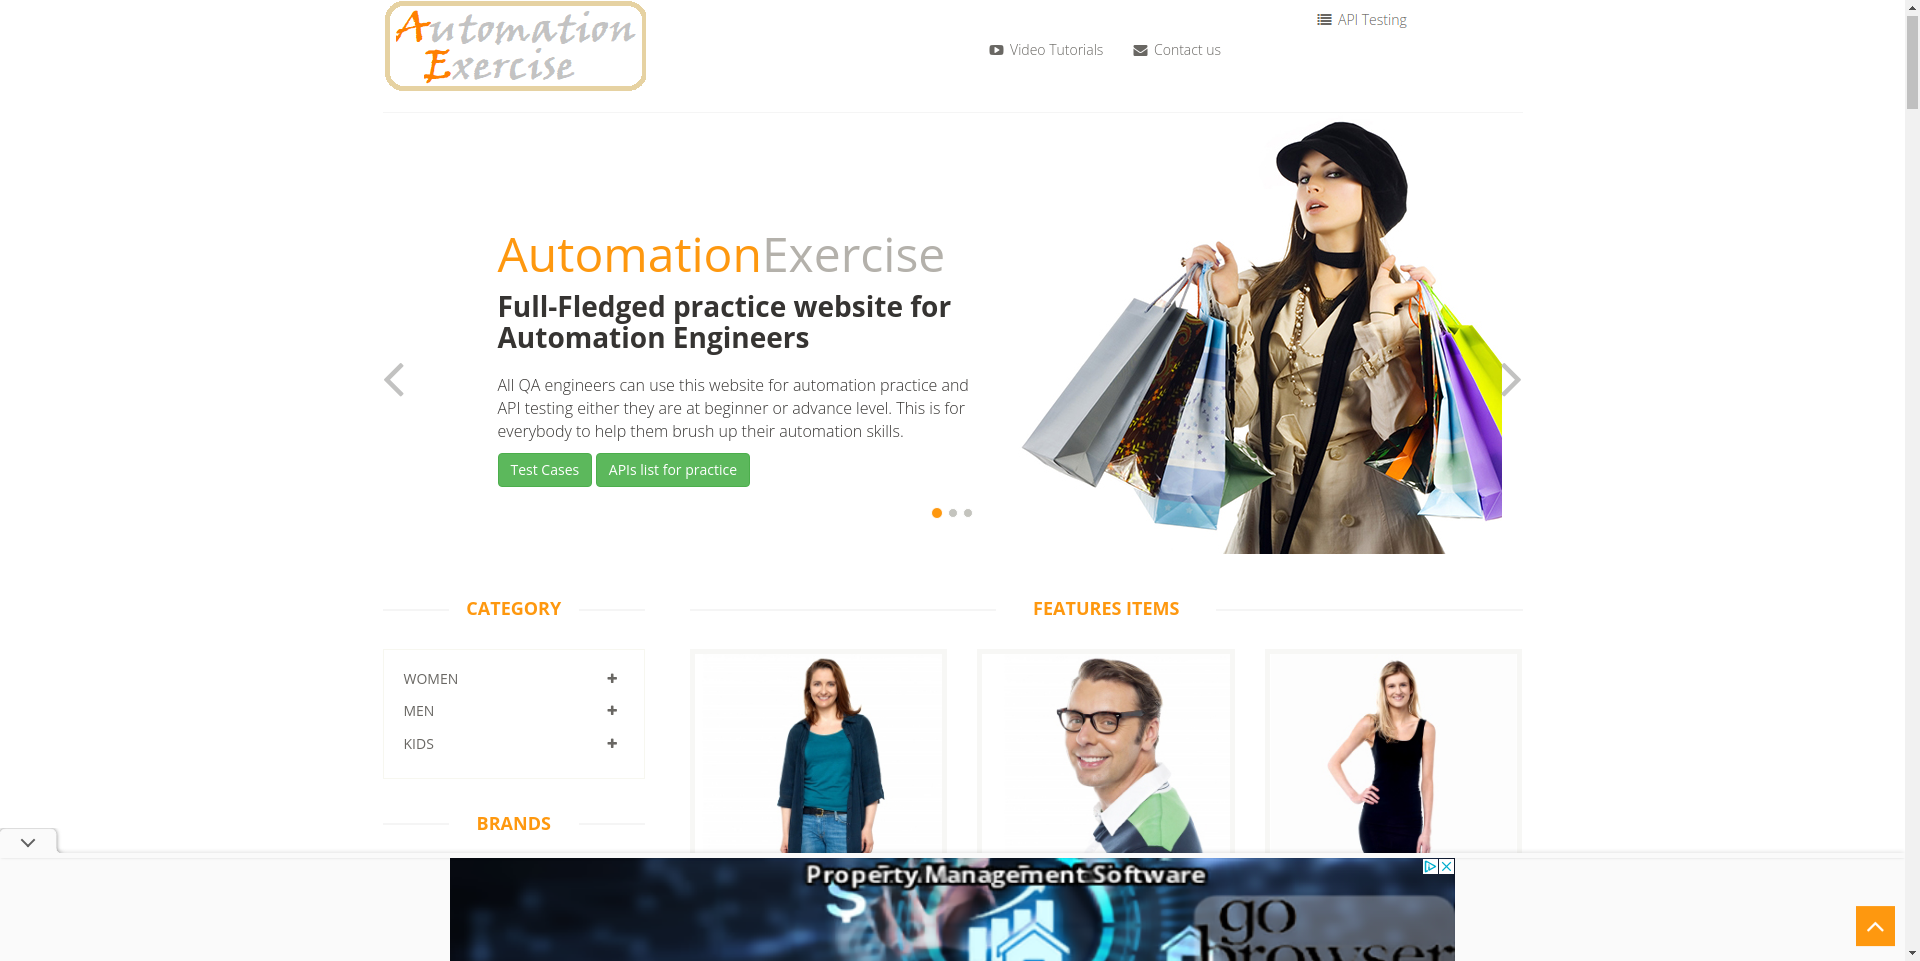 Automation
Exercise
API Testing
Video Tutorials
Contact us
AutomationExercise
Full-Fledged practice website for
Automation Engineers
All QA engineers can use this website for automation practice and
API testing either they are at beginner or advance level. This is for
everybody to help them brush up their automation skills.
Test Cases
APIs list for practice
CATEGORY
FEATURES ITEMS
WOMEN
MEN
KIDS
BRANDS
Property Management Software
go
browser